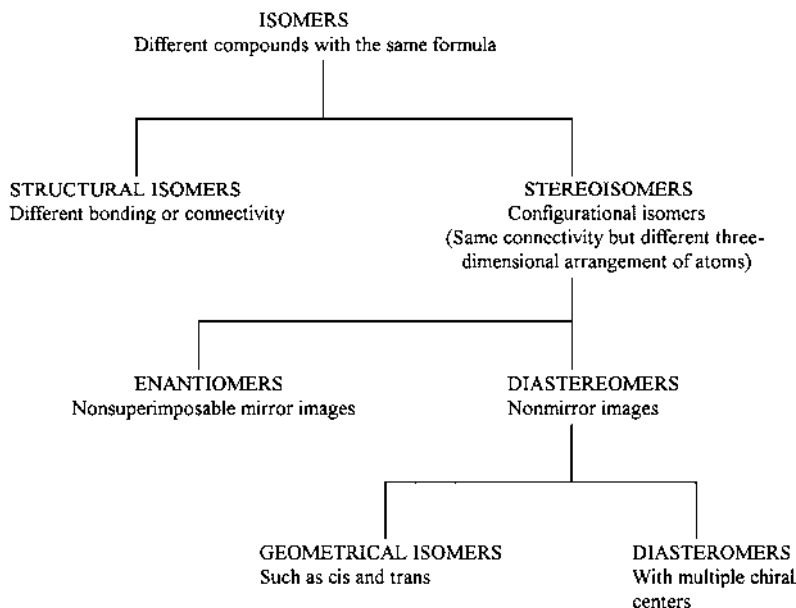 ISOMERS
Different compounds with the same formula
STRUCTURAL ISOMERS
Different bonding or connectivity
STEREOISOMERS
Configurational isomers
(Same connectivity but different three-
dimensional arrangement of atoms)
ENANTIOMERS
Nonsuperimposable mirror images
DIASTEREOMERS
Nonmirror images
GEOMETRICAL ISOMERS
Such as cis and trans
DIASTEROMERS
With multiple chiral
centers